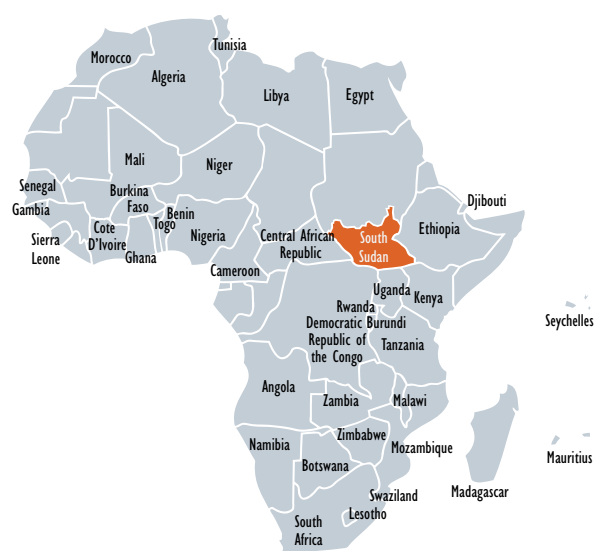 Tunisia
Morocco
Algeria
Libya
Egypt
Mali
Niger
Senegal
Burkina
Faso
Djibouti
Gambia
Benin
Togo
Cote
D'Ivoire
Nigeria
Central African
Republic
South
Sudan
Ethiopia
Sierra
Leone
Ghana
Cameroon
Uganda
Kenya
Rwanda
Seychelles
Democratic
Republic of
the Congo
Burundi
Tanzania
Angola
Zambia
Malawi
Namibia
Zimbabwe
Mozambique
Mauritius
Botswana
Swaziland
Madagascar
Lesotho
South
Africa